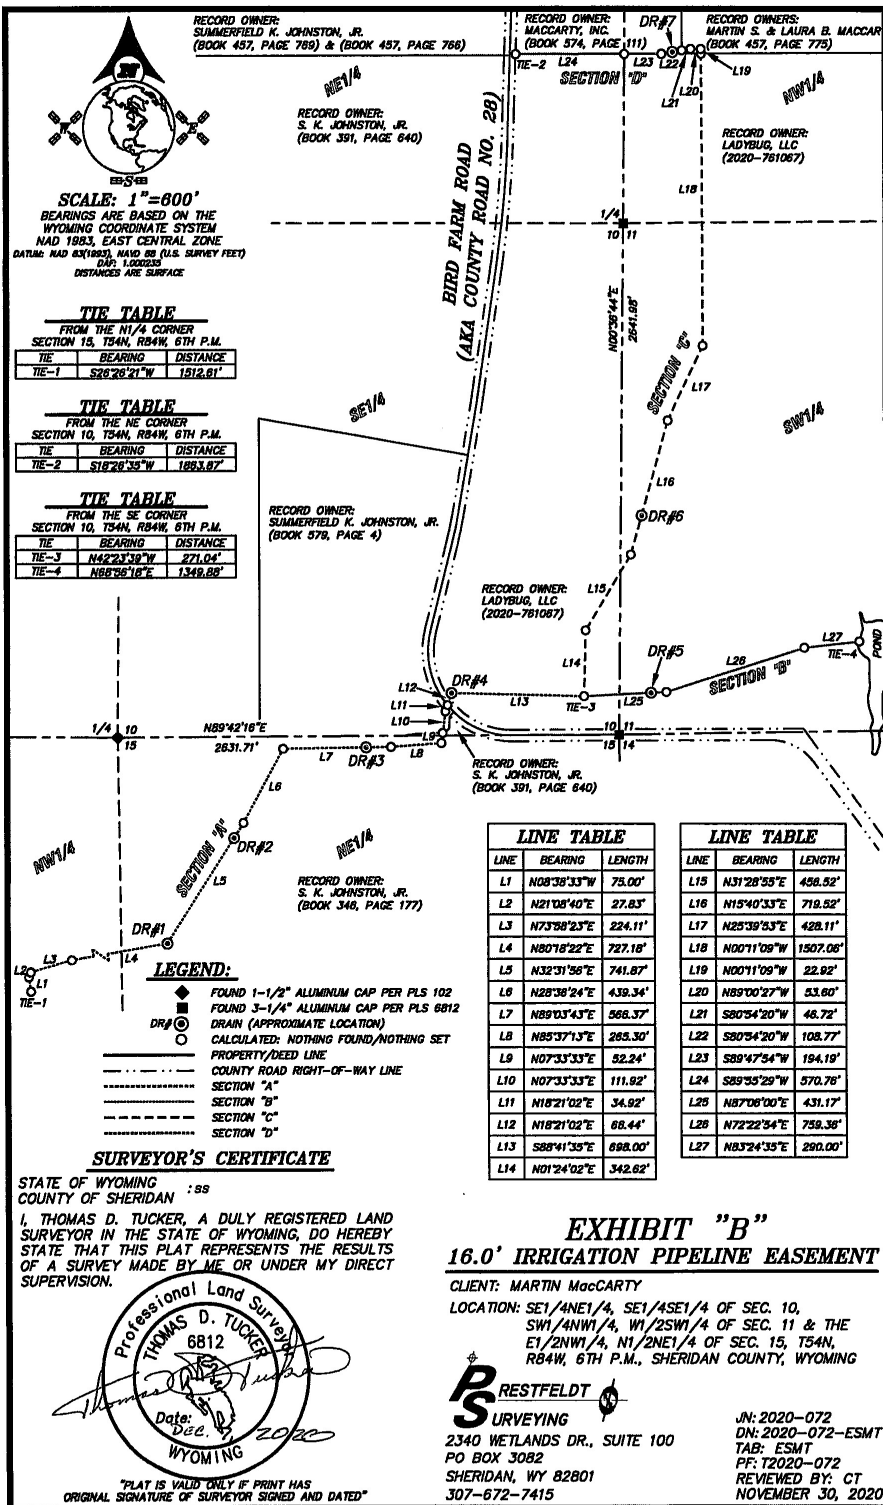 RECORD OWNER:
SUMMERFIELD K. JOHNSTON, JR.
(BOOK 457, PAGE 769) & (BOOK 457, PAGE 766)
RECORD OWNER:
MACCARTY, INC.
(BOOK 574, PAGE 111)
DR#7
RECORD OWNERS:
MARTIN S. & LAURA B. MACCAR
(BOOK 457, PAGE 775)
TIE-2
L24
L23
L22
L21
L20
L19
SECTION "D"
NE1/4
NW1/4
N
W
E
S
RECORD OWNER:
S. K. JOHNSTON, JR.
(BOOK 391, PAGE 640)
RECORD OWNER:
LADYBUG, LLC
(2020-761067)
L18
BIRD FARM ROAD
(AKA COUNTY ROAD NO. 28)
SCALE: 1"=600'
BEARINGS ARE BASED ON THE
WYOMING COORDINATE SYSTEM
NAD 1983, EAST CENTRAL ZONE
DATUM: NAD 83(1993), NAVD 88 (U.S. SURVEY FEET)
DAF: 1.000235
DISTANCES ARE SURFACE
1/4
10 11
N00°36'44"E
2641.98'
SECTION "C"
L17
TIE TABLE
FROM THE N1/4 CORNER
SECTION 15, T54N, R84W, 6TH P.M.
TIE BEARING DISTANCE
TIE-1 S26°26'21"W 1512.61'
TIE TABLE
FROM THE NE CORNER
SECTION 10, T54N, R84W, 6TH P.M.
TIE BEARING DISTANCE
TIE-2 S18°26'35"W 1863.87'
TIE TABLE
FROM THE SE CORNER
SECTION 10, T54N, R84W, 6TH P.M.
TIE BEARING DISTANCE
TIE-3 N42°23'39"W 271.04'
TIE-4 N68°56'18"E 1349.88'
SE1/4
SW1/4
L16
DR#6
RECORD OWNER:
SUMMERFIELD K. JOHNSTON, JR.
(BOOK 579, PAGE 4)
L15
RECORD OWNER:
LADYBUG, LLC
(2020-761067)
L14
L27
TIE-4
POND
L26
SECTION "B"
DR#5
L25
TIE-3
L13
DR#4
L12
L11
L10
L9
1/4 10
15
N89°42'16"E
2631.71'
10 11
15 14
RECORD OWNER:
S. K. JOHNSTON, JR.
(BOOK 391, PAGE 640)
L8
DR#3
L7
L6
DR#2
SECTION "A"
L5
NW1/4
NE1/4
RECORD OWNER:
S. K. JOHNSTON, JR.
(BOOK 346, PAGE 177)
DR#1
L4
L3
L2
L1
TIE-1
LINE TABLE
LINE BEARING LENGTH
L1 N08°38'33"W 75.00'
L2 N21°08'40"E 27.83'
L3 N73°58'23"E 224.11'
L4 N80°18'22"E 727.18'
L5 N32°31'56"E 741.87'
L6 N28°38'24"E 439.34'
L7 N89°03'43"E 566.37'
L8 N85°37'13"E 265.30'
L9 N07°33'33"E 52.24'
L10 N07°33'33"E 111.92'
L11 N18°21'02"E 34.92'
L12 N18°21'02"E 66.44'
L13 S88°41'35"E 698.00'
L14 N01°24'02"E 342.62'
LINE TABLE
LINE BEARING LENGTH
L15 N31°28'55"E 458.52'
L16 N15°40'33"E 719.52'
L17 N25°39'53"E 428.11'
L18 N00°11'09"W 1507.06'
L19 N00°11'09"W 22.92'
L20 N89°00'27"W 53.60'
L21 S80°54'20"W 46.72'
L22 S80°54'20"W 108.77'
L23 S89°47'54"W 194.19'
L24 S89°55'29"W 570.76'
L25 N87°06'00"E 431.17'
L26 N72°22'54"E 759.36'
L27 N83°24'35"E 290.00'
LEGEND:
FOUND 1-1/2" ALUMINUM CAP PER PLS 102
FOUND 3-1/4" ALUMINUM CAP PER PLS 6812
DR# DRAIN (APPROXIMATE LOCATION)
CALCULATED: NOTHING FOUND/NOTHING SET
PROPERTY/DEED LINE
COUNTY ROAD RIGHT-OF-WAY LINE
SECTION "A"
SECTION "B"
SECTION "C"
SECTION "D"
SURVEYOR'S CERTIFICATE
STATE OF WYOMING
:ss
COUNTY OF SHERIDAN
I, THOMAS D. TUCKER, A DULY REGISTERED LAND
SURVEYOR IN THE STATE OF WYOMING, DO HEREBY
STATE THAT THIS PLAT REPRESENTS THE RESULTS
OF A SURVEY MADE BY ME OR UNDER MY DIRECT
SUPERVISION.
Professional Land Surveyor
THOMAS D. TUCKER
6812
Thomas D Tucker
Date:
DEC. 2020
WYOMING
"PLAT IS VALID ONLY IF PRINT HAS
ORIGINAL SIGNATURE OF SURVEYOR SIGNED AND DATED"
EXHIBIT "B"
16.0' IRRIGATION PIPELINE EASEMENT
CLIENT: MARTIN MacCARTY
LOCATION: SE1/4NE1/4, SE1/4SE1/4 OF SEC. 10,
SW1/4NW1/4, W1/2SW1/4 OF SEC. 11 & THE
E1/2NW1/4, N1/2NE1/4 OF SEC. 15, T54N,
R84W, 6TH P.M., SHERIDAN COUNTY, WYOMING
PRESTFELDT
SURVEYING
2340 WETLANDS DR., SUITE 100
PO BOX 3082
SHERIDAN, WY 82801
307-672-7415
JN: 2020-072
DN: 2020-072-ESMT
TAB: ESMT
PF: T2020-072
REVIEWED BY: CT
NOVEMBER 30, 2020